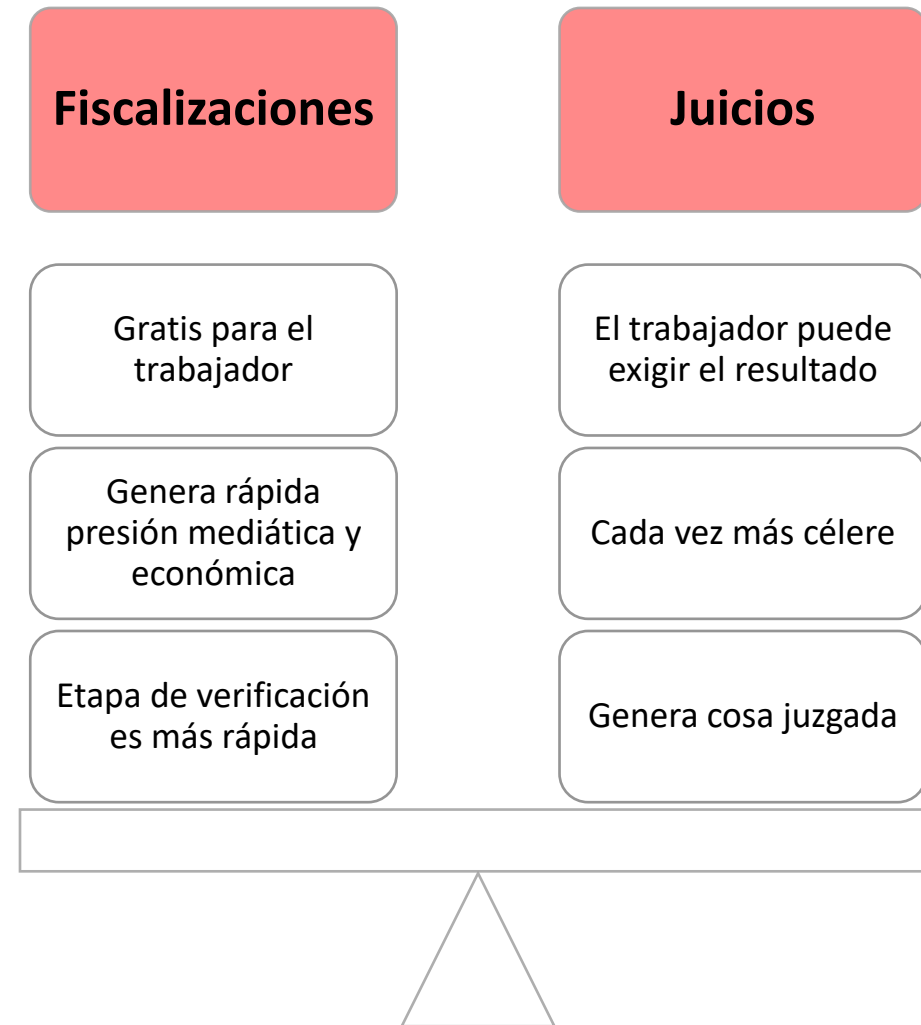 Fiscalizaciones
Gratis para el
trabajador
Genera rápida
presión mediática y
económica
Etapa de verificación
es más rápida
Juicios
El trabajador puede
exigir el resultado
Cada vez más célere
Genera cosa juzgada